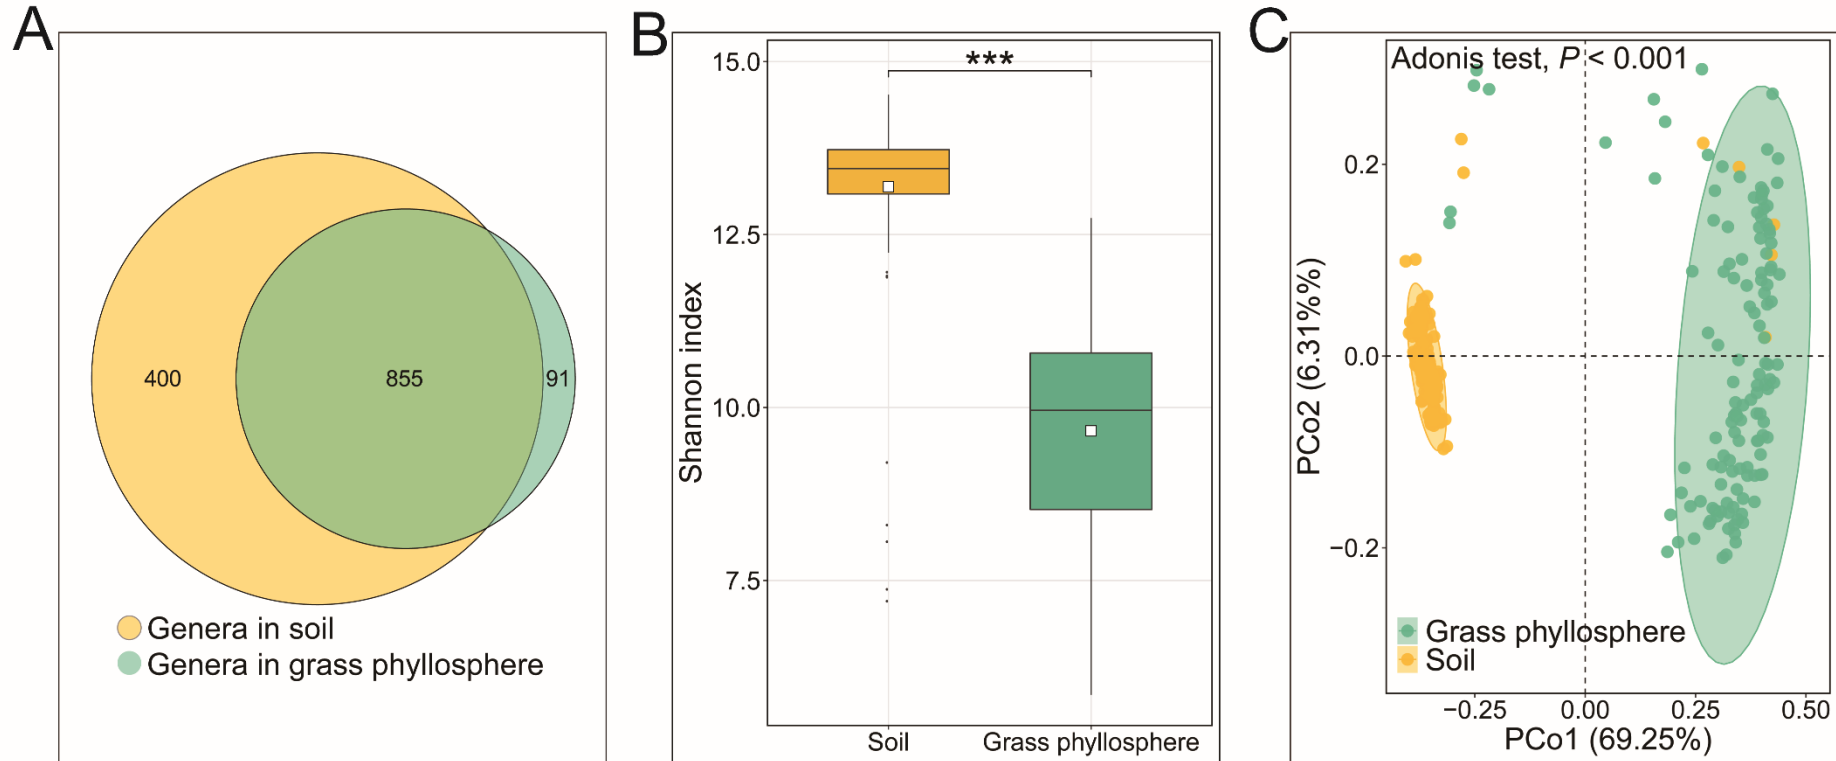 A
400
855
91
Genera in soil
Genera in grass phyllosphere
B
***
15.0
12.5
10.0
7.5
Shannon index
Soil
Grass phyllosphere
C
Adonis test, P < 0.001
0.2
0.0
−0.2
PCo2 (6.31%%)
Grass phyllosphere
Soil
−0.25
0.00
0.25
0.50
PCo1 (69.25%)